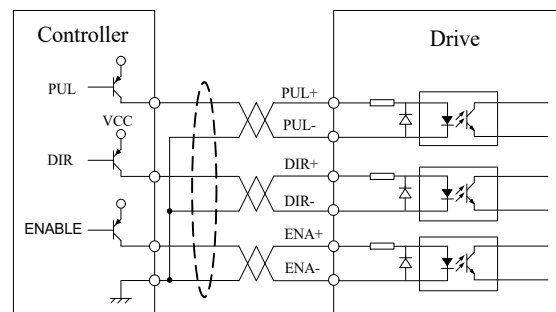 Controller
Drive
PUL
PUL+
VCC
PUL-
DIR
DIR+
DIR-
ENABLE
ENA+
ENA-